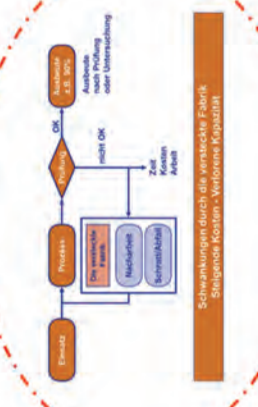 Einsatz
Prozess
Prüfung
OK
Ausbeute
z.B. 90%
Ausbeute
nach Prüfung
oder Untersuchung
nicht OK
Die versteckte
Fabrik
Nacharbeit
Schrott/Abfall
Zeit
Kosten
Arbeit
Schwankungen durch die versteckte Fabrik
Steigende Kosten - Verlorene Kapazität